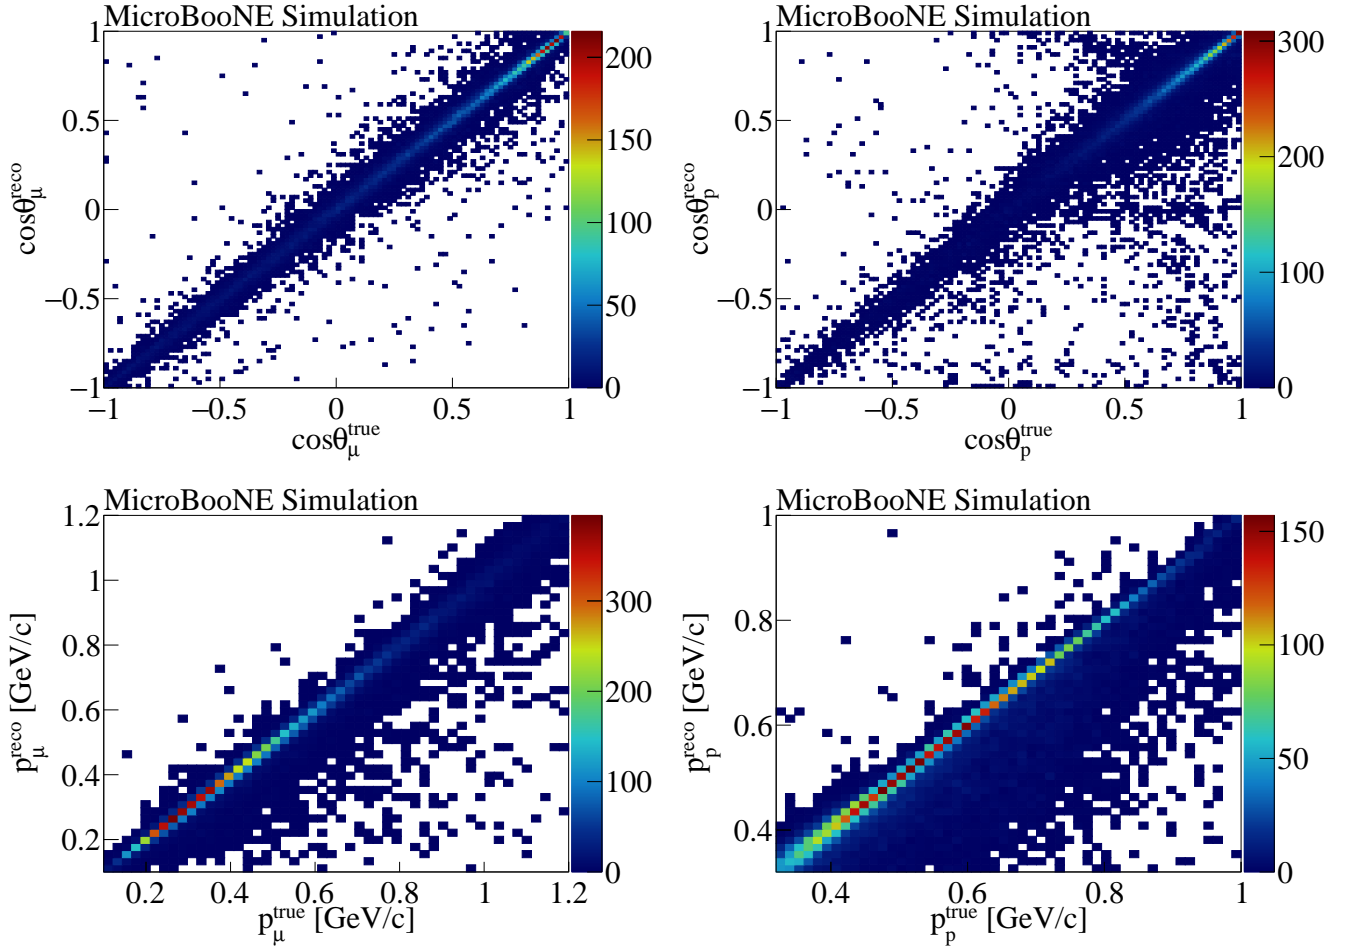 MicroBooNE Simulation
1
0.5
0
−0.5
−1
cosθ_μ^reco
−1 −0.5 0 0.5 1
cosθ_μ^true
200
150
100
50
0
MicroBooNE Simulation
1
0.5
0
−0.5
−1
cosθ_p^reco
−1 −0.5 0 0.5 1
cosθ_p^true
300
200
100
0
MicroBooNE Simulation
1.2
1
0.8
0.6
0.4
0.2
p_μ^reco [GeV/c]
0.2 0.4 0.6 0.8 1 1.2
p_μ^true [GeV/c]
300
200
100
0
MicroBooNE Simulation
1
0.8
0.6
0.4
p_p^reco [GeV/c]
0.4 0.6 0.8 1
p_p^true [GeV/c]
150
100
50
0